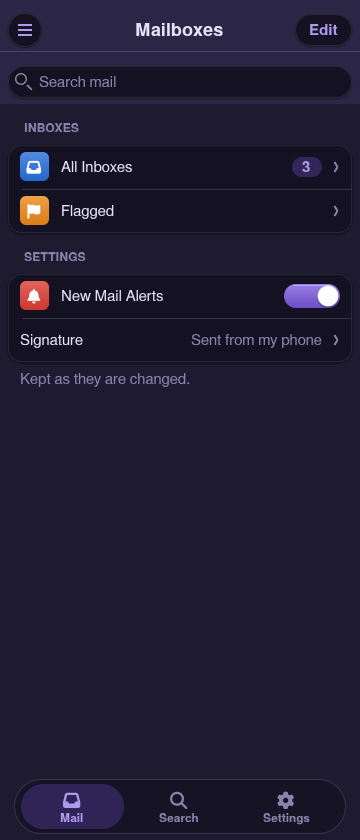 Mailboxes
Edit
Search mail
INBOXES
All Inboxes 3
Flagged
SETTINGS
New Mail Alerts
Signature Sent from my phone
Kept as they are changed.
Mail Search Settings